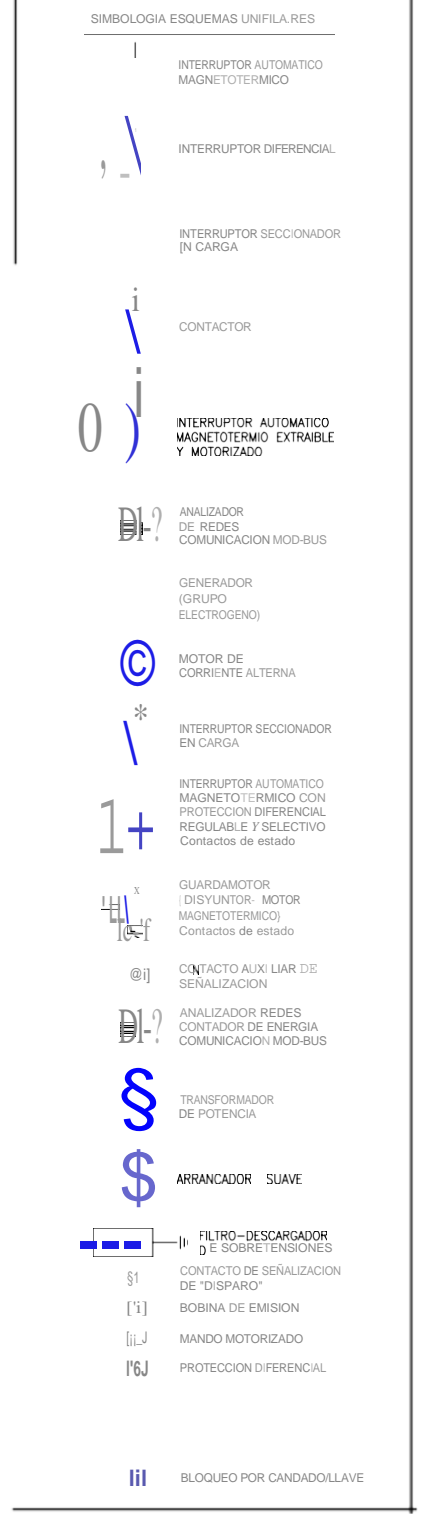 SIMBOLOGIA ESQUEMAS UNIFILA.RES
INTERRUPTOR AUTOMATICO
MAGNETOTERMICO
INTERRUPTOR DIFERENCIAL
INTERRUPTOR SECCIONADOR
[N CARGA
CONTACTOR
INTERRUPTOR AUTOMATICO
MAGNETOTERMIO EXTRAIBLE
Y MOTORIZADO
ANALIZADOR
DE REDES
COMUNICACION MOD-BUS
GENERADOR
(GRUPO
ELECTROGENO)
MOTOR DE
CORRIENTE ALTERNA
INTERRUPTOR SECCIONADOR
EN CARGA
INTERRUPTOR AUTOMATICO
MAGNETOTERMICO CON
PROTECCION DIFERENCIAL
REGULABLE Y SELECTIVO
Contactos de estado
GUARDAMOTOR
|DISYUNTOR- MOTOR
MAGNETOTERMICO}
Contactos de estado
@i] CONTACTO AUXILIAR DE
SEÑALIZACION
ANALIZADOR REDES
CONTADOR DE ENERGIA
COMUNICACION MOD-BUS
§ TRANSFORMADOR
DE POTENCIA
$ ARRANCADOR SUAVE
FILTRO-DESCARGADOR
DE SOBRETENSIONES
§1 CONTACTO DE SEÑALIZACION
DE "DISPARO"
['i] BOBINA DE EMISION
[ii_J MANDO MOTORIZADO
I'6J PROTECCION DIFERENCIAL
lil BLOQUEO POR CANDADO/LLAVE